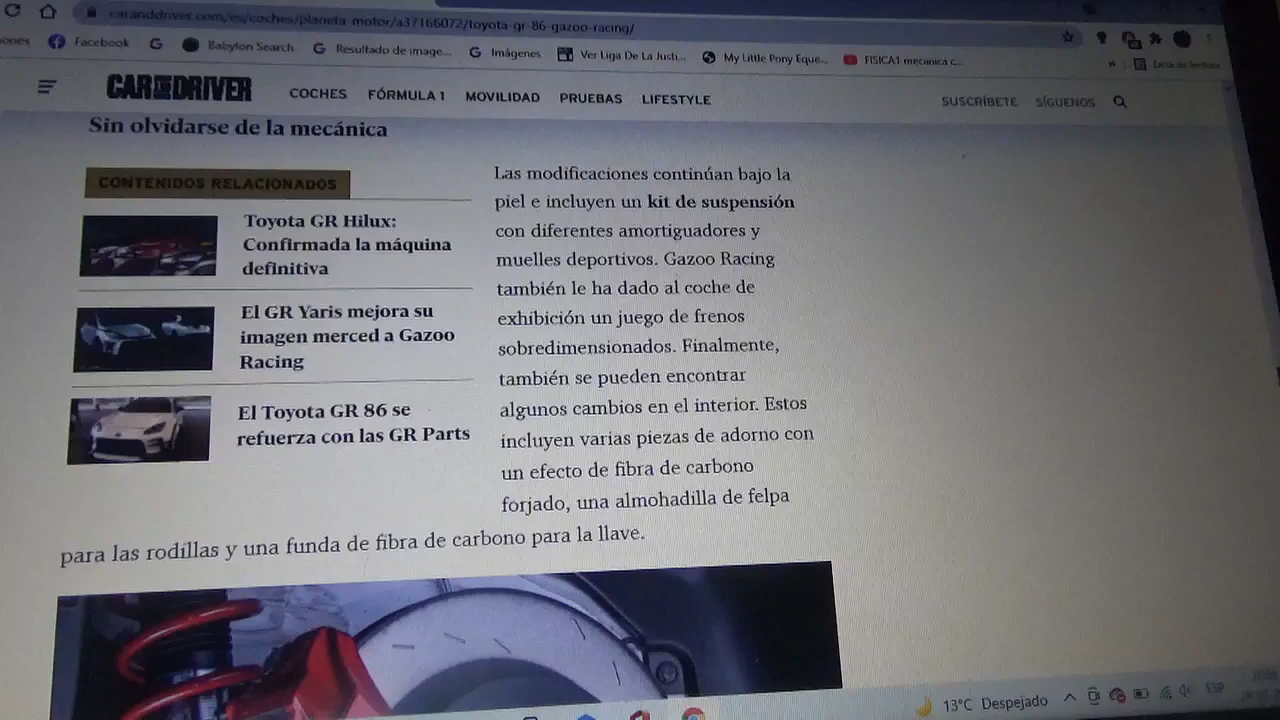 caranddriver.com/es/coches/planeta-motor/a37166072/toyota-gr-86-gazoo-racing/
Facebook
Babylon Search
Resultado de image...
Imágenes
Ver Liga De La Justi...
My Little Pony Eque...
FISICA1 mecanica c...
CAR AND DRIVER
COCHES
FÓRMULA 1
MOVILIDAD
PRUEBAS
LIFESTYLE
SUSCRÍBETE
SÍGUENOS
Sin olvidarse de la mecánica
CONTENIDOS RELACIONADOS
Toyota GR Hilux:
Confirmada la máquina
definitiva
El GR Yaris mejora su
imagen merced a Gazoo
Racing
El Toyota GR 86 se
refuerza con las GR Parts
Las modificaciones continúan bajo la
piel e incluyen un kit de suspensión
con diferentes amortiguadores y
muelles deportivos. Gazoo Racing
también le ha dado al coche de
exhibición un juego de frenos
sobredimensionados. Finalmente,
también se pueden encontrar
algunos cambios en el interior. Estos
incluyen varias piezas de adorno con
un efecto de fibra de carbono
forjado, una almohadilla de felpa
para las rodillas y una funda de fibra de carbono para la llave.
13°C Despejado
ESP